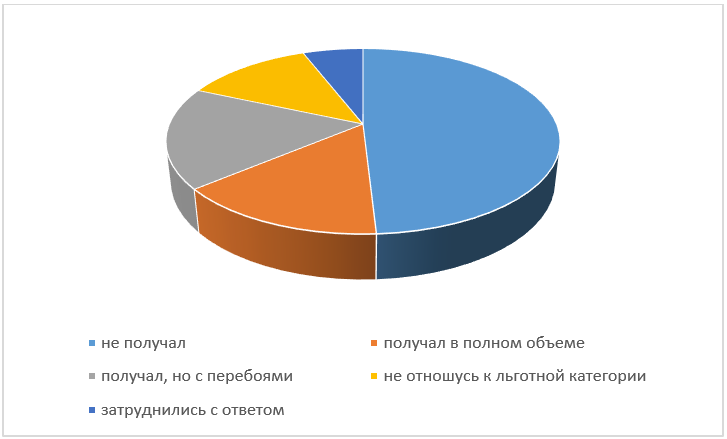 не получал
получал в полном объеме
получал, но с перебоями
не отношусь к льготной категории
затруднились с ответом